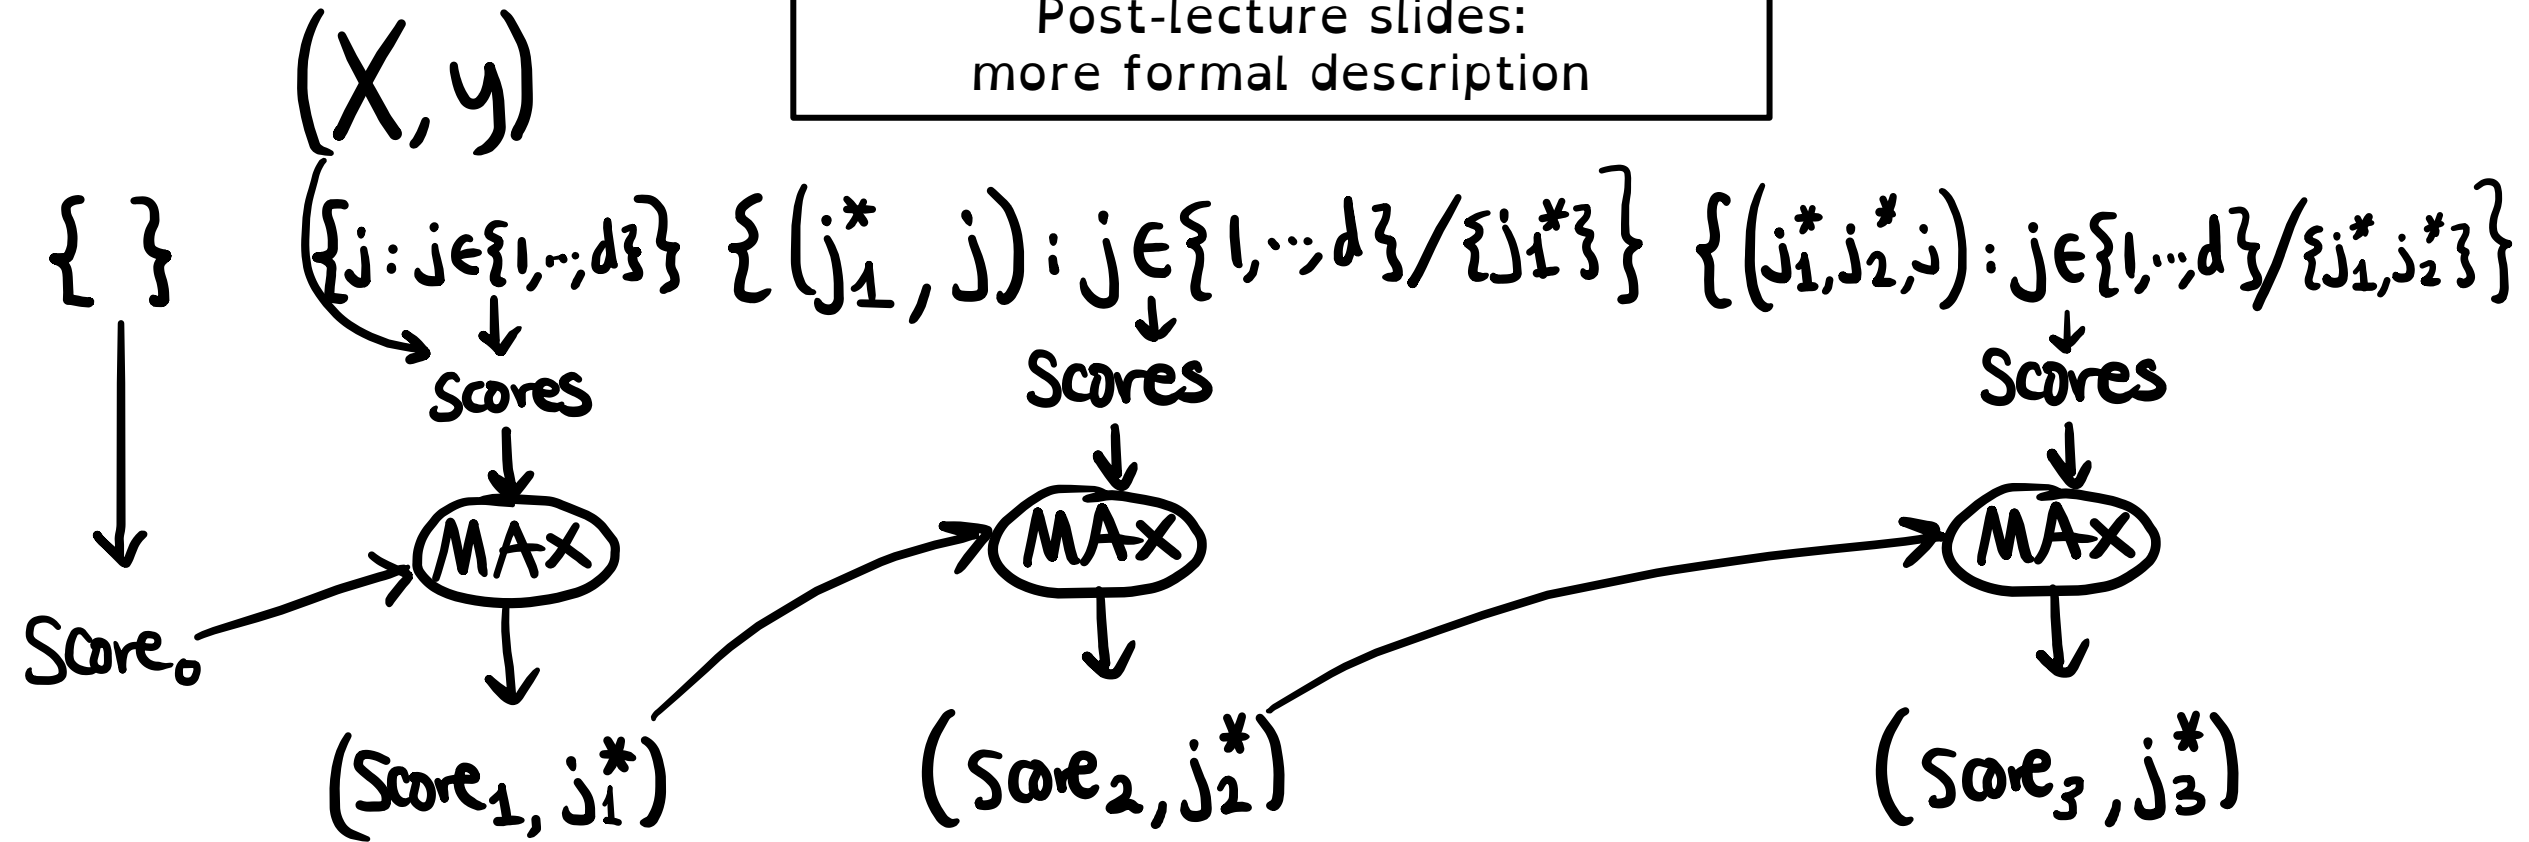 Post-lecture slides:
more formal description
(X, y)
{ } {j : j∈{1,...,d}} {(j₁*, j) : j∈{1,...,d}/{j₁*}} {(j₁*, j₂*, j) : j∈{1,...,d}/{j₁*, j₂*}}
Scores Scores Scores
MAX MAX MAX
Score₀
(Score₁, j₁*) (Score₂, j₂*) (Score₃, j₃*)